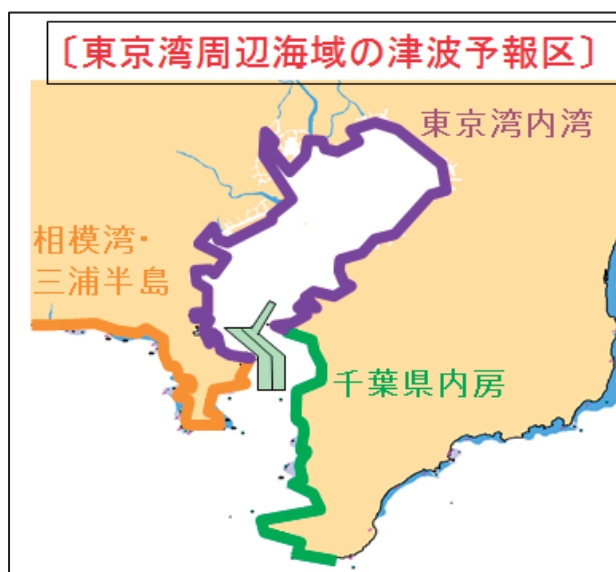 〔東京湾周辺海域の津波予報区〕
東京湾内湾
相模湾・
三浦半島
千葉県内房